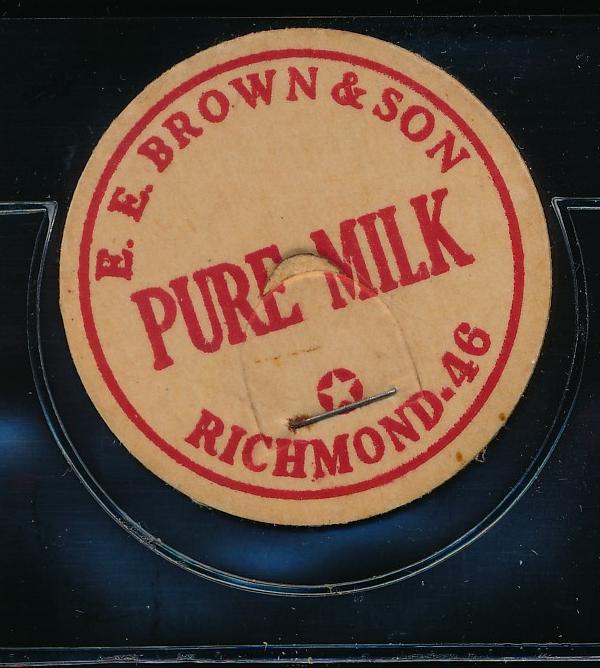 E. E. BROWN & SON
PURE MILK
RICHMOND-46